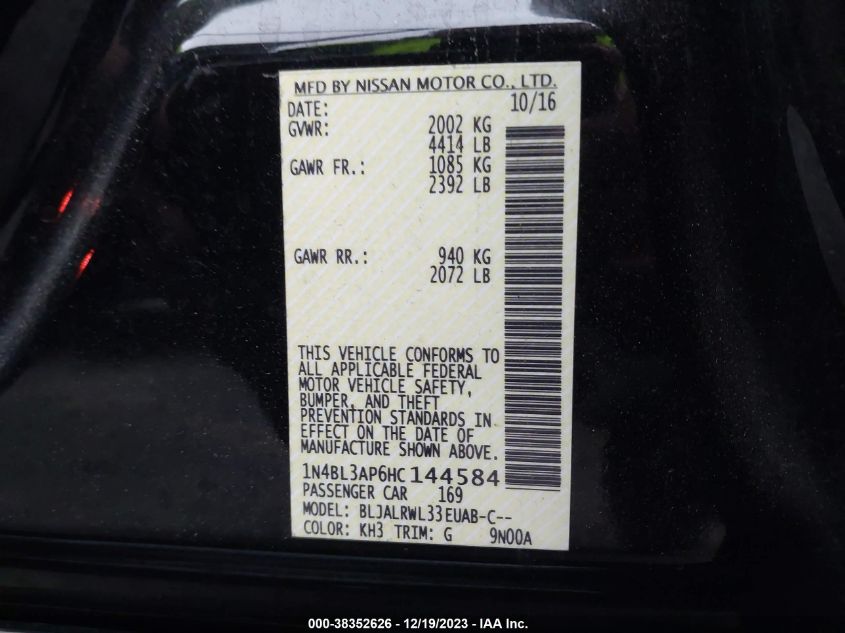 MFD BY NISSAN MOTOR CO., LTD.
DATE: 10/16
GVWR: 2002 KG
4414 LB
GAWR FR.: 1085 KG
2392 LB
GAWR RR.: 940 KG
2072 LB
THIS VEHICLE CONFORMS TO
ALL APPLICABLE FEDERAL
MOTOR VEHICLE SAFETY,
BUMPER, AND THEFT
PREVENTION STANDARDS IN
EFFECT ON THE DATE OF
MANUFACTURE SHOWN ABOVE.
1N4BL3AP6HC144584
PASSENGER CAR 169
MODEL: BLJALRWL33EUAB-C--
COLOR: KH3 TRIM: G 9N00A
000-38352626 - 12/19/2023 - IAA Inc.